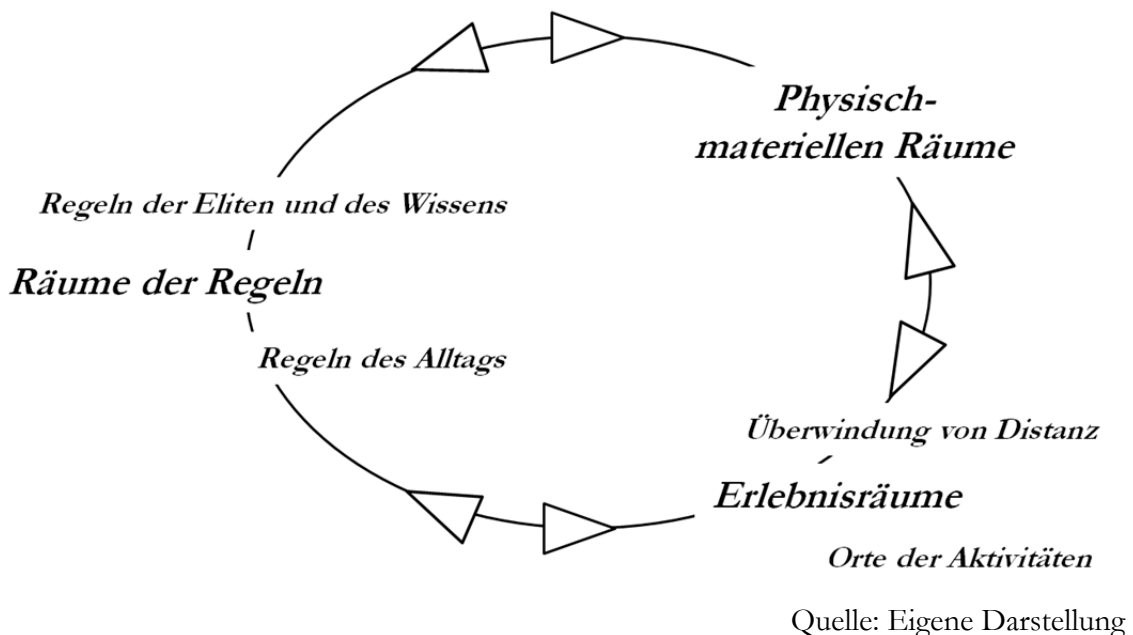 Physisch-
materiellen Räume
Regeln der Eliten und des Wissens
Räume der Regeln
Regeln des Alltags
Überwindung von Distanz
Erlebnisräume
Orte der Aktivitäten
Quelle: Eigene Darstellung